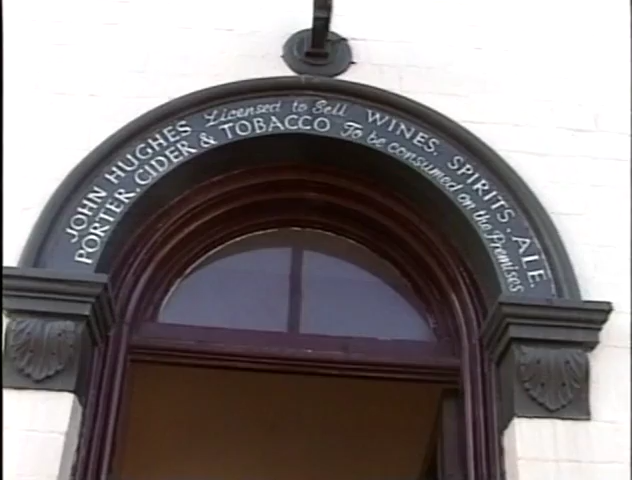 JOHN HUGHES Licensed to Sell WINES, SPIRITS, ALE.
PORTER, CIDER & TOBACCO To be consumed on the Premises